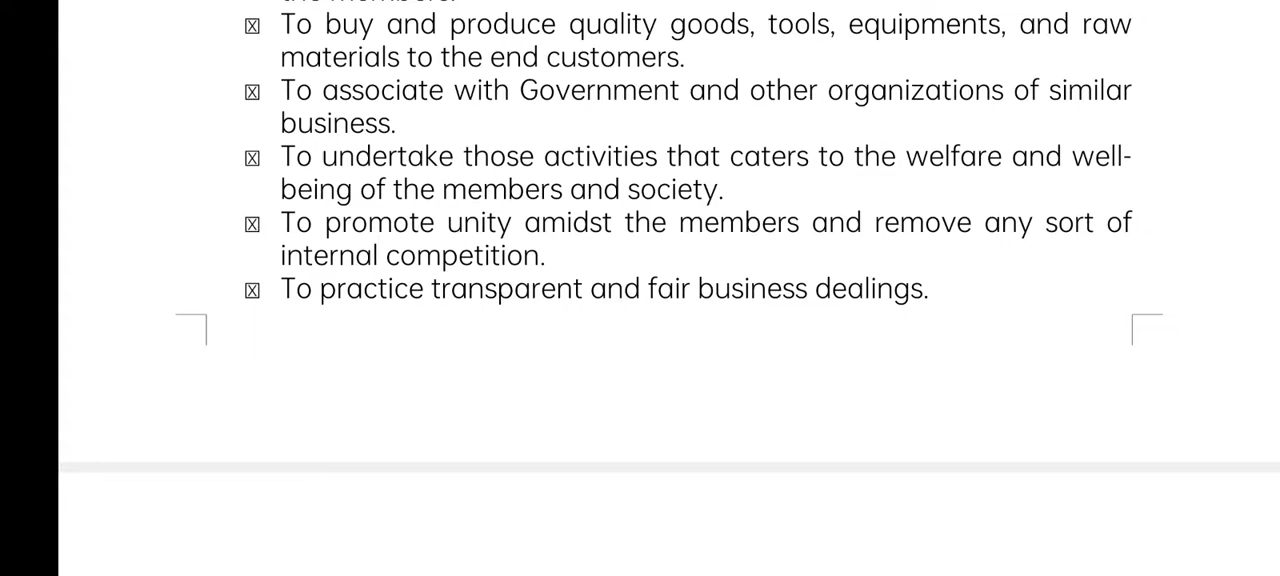 ☒ To buy and produce quality goods, tools, equipments, and raw
materials to the end customers.
☒ To associate with Government and other organizations of similar
business.
☒ To undertake those activities that caters to the welfare and well-
being of the members and society.
☒ To promote unity amidst the members and remove any sort of
internal competition.
☒ To practice transparent and fair business dealings.